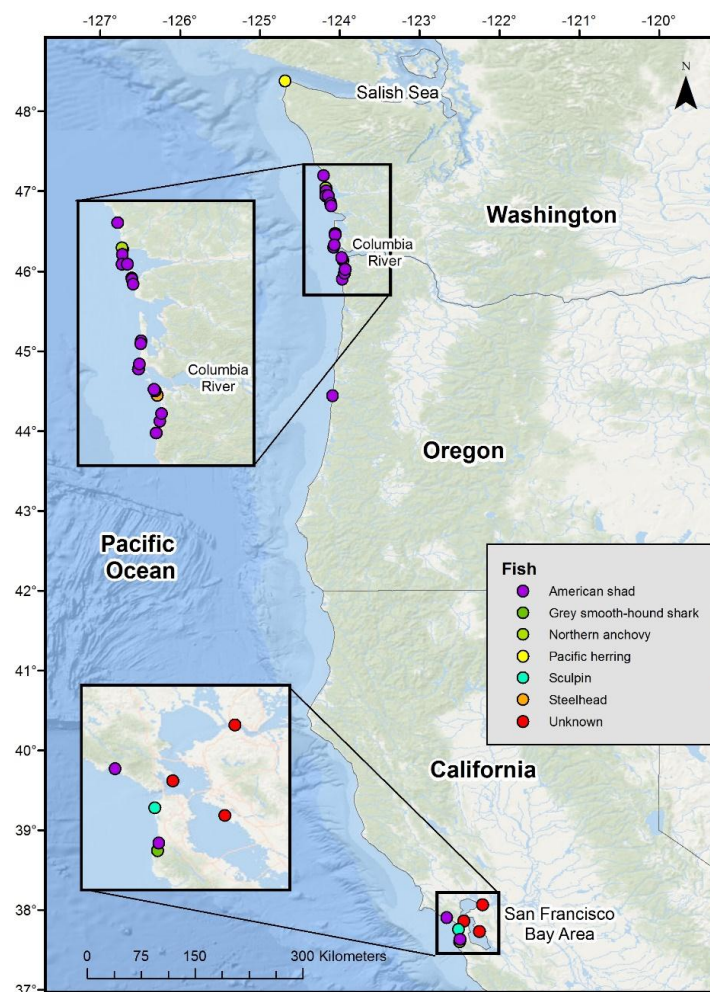 -127° -126° -125° -124° -123° -122° -121° -120°
N
48°
Salish Sea
47°
Washington
Columbia
River
46°
45°
Columbia
River
44°
Oregon
43°
Pacific
Ocean
42°
Fish
American shad
Grey smooth-hound shark
Northern anchovy
Pacific herring
Sculpin
Steelhead
Unknown
41°
40°
California
39°
38°
San Francisco
Bay Area
0 75 150 300 Kilometers
37°